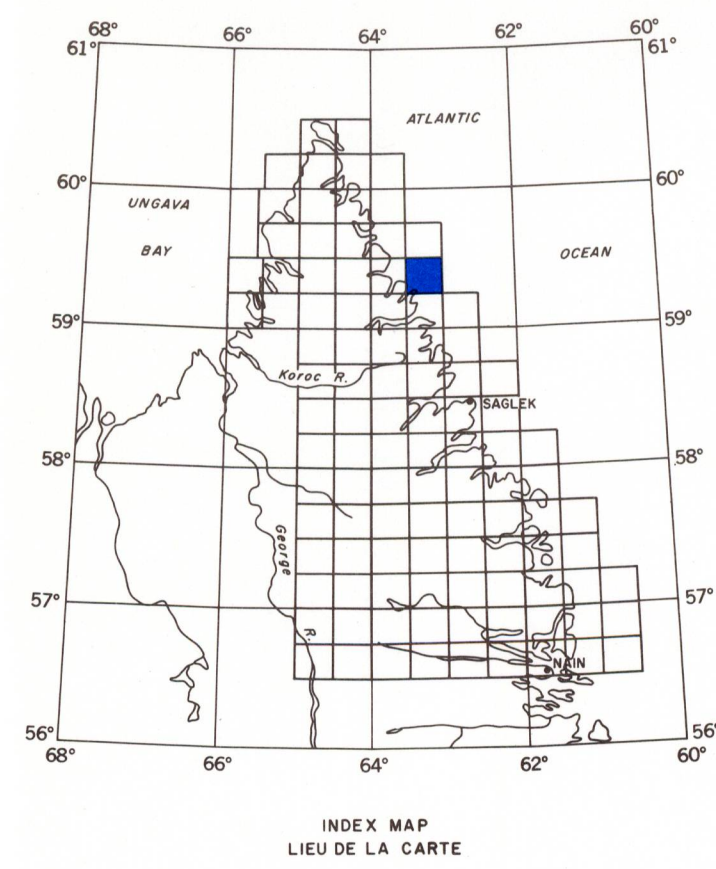 68° 66° 64° 62° 60°
61° 61°
ATLANTIC
60° 60°
UNGAVA
BAY
OCEAN
59° 59°
Koroc R.
SAGLEK
58° 58°
George
R.
57° 57°
NAIN
56° 56°
68° 66° 64° 62° 60°
INDEX MAP
LIEU DE LA CARTE